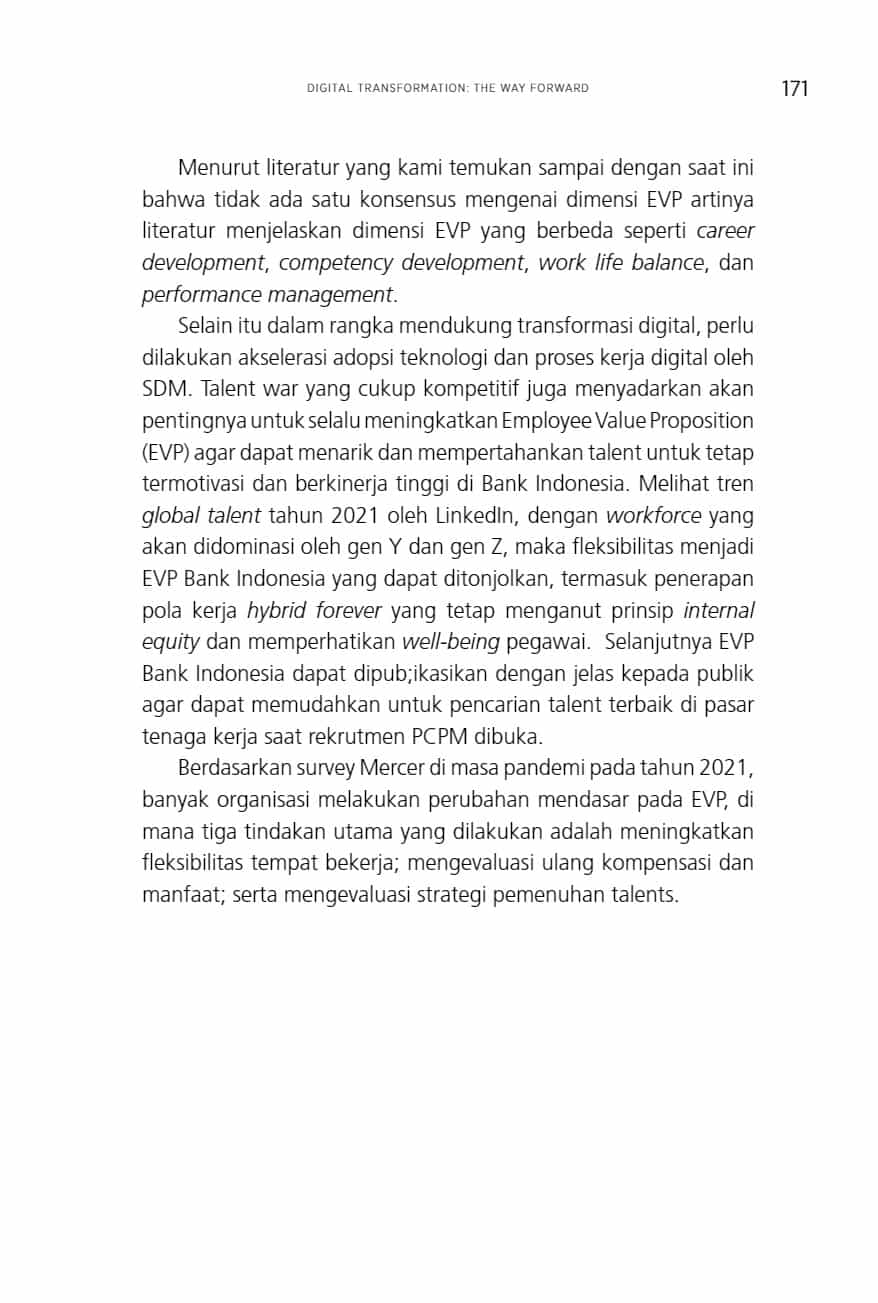 DIGITAL TRANSFORMATION: THE WAY FORWARD
171
Menurut literatur yang kami temukan sampai dengan saat ini
bahwa tidak ada satu konsensus mengenai dimensi EVP artinya
literatur menjelaskan dimensi EVP yang berbeda seperti career
development, competency development, work life balance, dan
performance management.
Selain itu dalam rangka mendukung transformasi digital, perlu
dilakukan akselerasi adopsi teknologi dan proses kerja digital oleh
SDM. Talent war yang cukup kompetitif juga menyadarkan akan
pentingnya untuk selalu meningkatkan Employee Value Proposition
(EVP) agar dapat menarik dan mempertahankan talent untuk tetap
termotivasi dan berkinerja tinggi di Bank Indonesia. Melihat tren
global talent tahun 2021 oleh LinkedIn, dengan workforce yang
akan didominasi oleh gen Y dan gen Z, maka fleksibilitas menjadi
EVP Bank Indonesia yang dapat ditonjolkan, termasuk penerapan
pola kerja hybrid forever yang tetap menganut prinsip internal
equity dan memperhatikan well-being pegawai.  Selanjutnya EVP
Bank Indonesia dapat dipub;ikasikan dengan jelas kepada publik
agar dapat memudahkan untuk pencarian talent terbaik di pasar
tenaga kerja saat rekrutmen PCPM dibuka.
Berdasarkan survey Mercer di masa pandemi pada tahun 2021,
banyak organisasi melakukan perubahan mendasar pada EVP, di
mana tiga tindakan utama yang dilakukan adalah meningkatkan
fleksibilitas tempat bekerja; mengevaluasi ulang kompensasi dan
manfaat; serta mengevaluasi strategi pemenuhan talents.